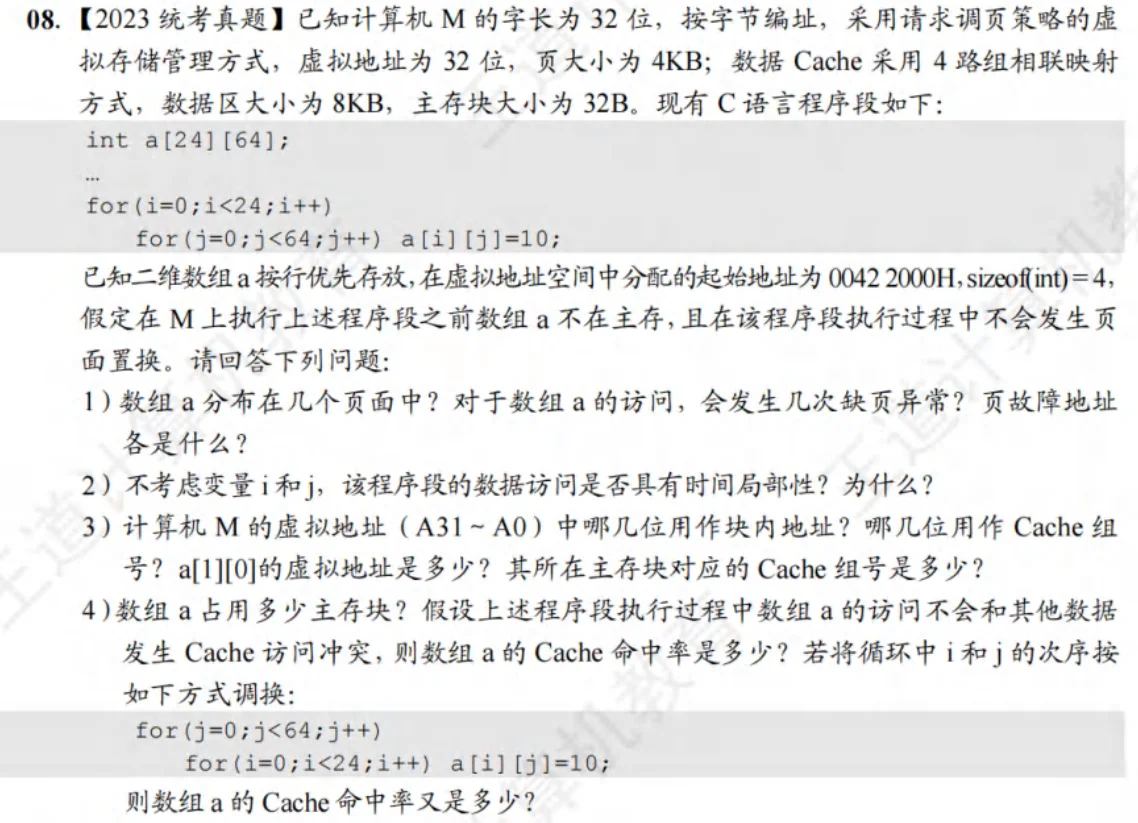 08.【2023 统考真题】已知计算机 M 的字长为 32 位，按字节编址，采用请求调页策略的虚
拟存储管理方式，虚拟地址为 32 位，页大小为 4KB；数据 Cache 采用 4 路组相联映射
方式，数据区大小为 8KB，主存块大小为 32B。现有 C 语言程序段如下：
int a[24][64];
…
for(i=0;i<24;i++)
for(j=0;j<64;j++) a[i][j]=10;
已知二维数组 a 按行优先存放,在虚拟地址空间中分配的起始地址为 0042 2000H,sizeof(int)=4，
假定在 M 上执行上述程序段之前数组 a 不在主存，且在该程序段执行过程中不会发生页
面置换。请回答下列问题：
1）数组 a 分布在几个页面中？对于数组 a 的访问，会发生几次缺页异常？页故障地址
各是什么？
2）不考虑变量 i 和 j，该程序段的数据访问是否具有时间局部性？为什么？
3）计算机 M 的虚拟地址（A31～A0）中哪几位用作块内地址？哪几位用作 Cache 组
号？a[1][0]的虚拟地址是多少？其所在主存块对应的 Cache 组号是多少？
4）数组 a 占用多少主存块？假设上述程序段执行过程中数组 a 的访问不会和其他数据
发生 Cache 访问冲突，则数组 a 的 Cache 命中率是多少？若将循环中 i 和 j 的次序按
如下方式调换：
for(j=0;j<64;j++)
for(i=0;i<24;i++) a[i][j]=10;
则数组 a 的 Cache 命中率又是多少？
王道计算机教育